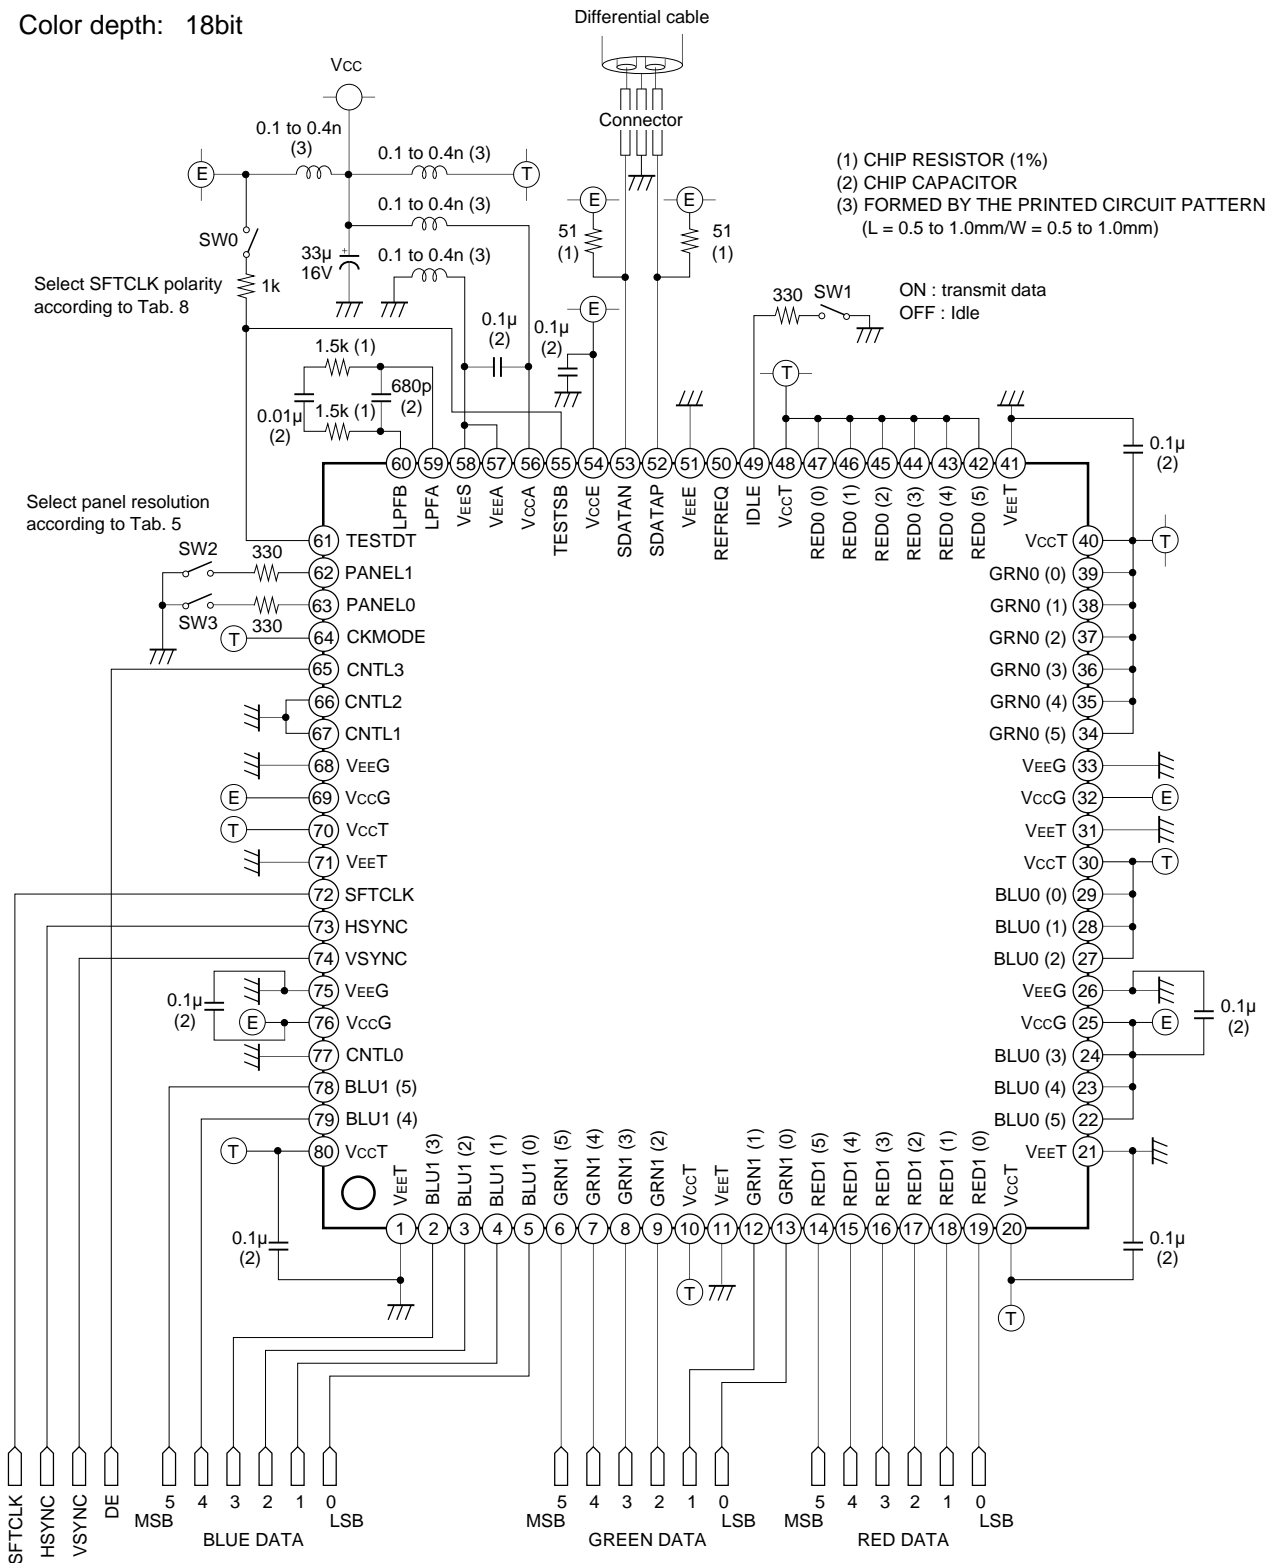 Color depth: 18bit
Differential cable
VCC
Connector
0.1 to 0.4n
(3)
0.1 to 0.4n (3)
E
T
0.1 to 0.4n (3)
0.1 to 0.4n (3)
(1) CHIP RESISTOR (1%)
(2) CHIP CAPACITOR
(3) FORMED BY THE PRINTED CIRCUIT PATTERN
(L = 0.5 to 1.0mm/W = 0.5 to 1.0mm)
E
E
51
(1)
51
(1)
SW0
33µ
16V
+
1k
Select SFTCLK polarity
according to Tab. 8
E
330
SW1
ON : transmit data
OFF : Idle
0.1µ
(2)
0.1µ
(2)
1.5k (1)
680p
(2)
0.01µ
(2)
1.5k (1)
T
0.1µ
(2)
60 59 58 57 56 55 54 53 52 51 50 49 48 47 46 45 44 43 42 41
LPFB
LPFA
VEES
VEEA
VCCA
TESTSB
VCCE
SDATAN
SDATAP
VEEE
REFREQ
IDLE
VCCT
RED0 (0)
RED0 (1)
RED0 (2)
RED0 (3)
RED0 (4)
RED0 (5)
VEET
Select panel resolution
according to Tab. 5
SW2
330
SW3
330
T
61 TESTDT
62 PANEL1
63 PANEL0
64 CKMODE
65 CNTL3
66 CNTL2
67 CNTL1
68 VEEG
E
69 VCCG
T
70 VCCT
71 VEET
72 SFTCLK
73 HSYNC
74 VSYNC
75 VEEG
0.1µ
(2)
E
76 VCCG
77 CNTL0
78 BLU1 (5)
79 BLU1 (4)
T
80 VCCT
VCCT 40
T
GRN0 (0) 39
GRN0 (1) 38
GRN0 (2) 37
GRN0 (3) 36
GRN0 (4) 35
GRN0 (5) 34
VEEG 33
VCCG 32
E
VEET 31
VCCT 30
T
BLU0 (0) 29
BLU0 (1) 28
BLU0 (2) 27
VEEG 26
VCCG 25
E
0.1µ
(2)
BLU0 (3) 24
BLU0 (4) 23
BLU0 (5) 22
VEET 21
VEET
BLU1 (3)
BLU1 (2)
BLU1 (1)
BLU1 (0)
GRN1 (5)
GRN1 (4)
GRN1 (3)
GRN1 (2)
VCCT
VEET
GRN1 (1)
GRN1 (0)
RED1 (5)
RED1 (4)
RED1 (3)
RED1 (2)
RED1 (1)
RED1 (0)
VCCT
1 2 3 4 5 6 7 8 9 10 11 12 13 14 15 16 17 18 19 20
0.1µ
(2)
0.1µ
(2)
T
T
SFTCLK
HSYNC
VSYNC
DE
5 4 3 2 1 0
MSB LSB
BLUE DATA
5 4 3 2 1 0
MSB LSB
GREEN DATA
5 4 3 2 1 0
MSB LSB
RED DATA